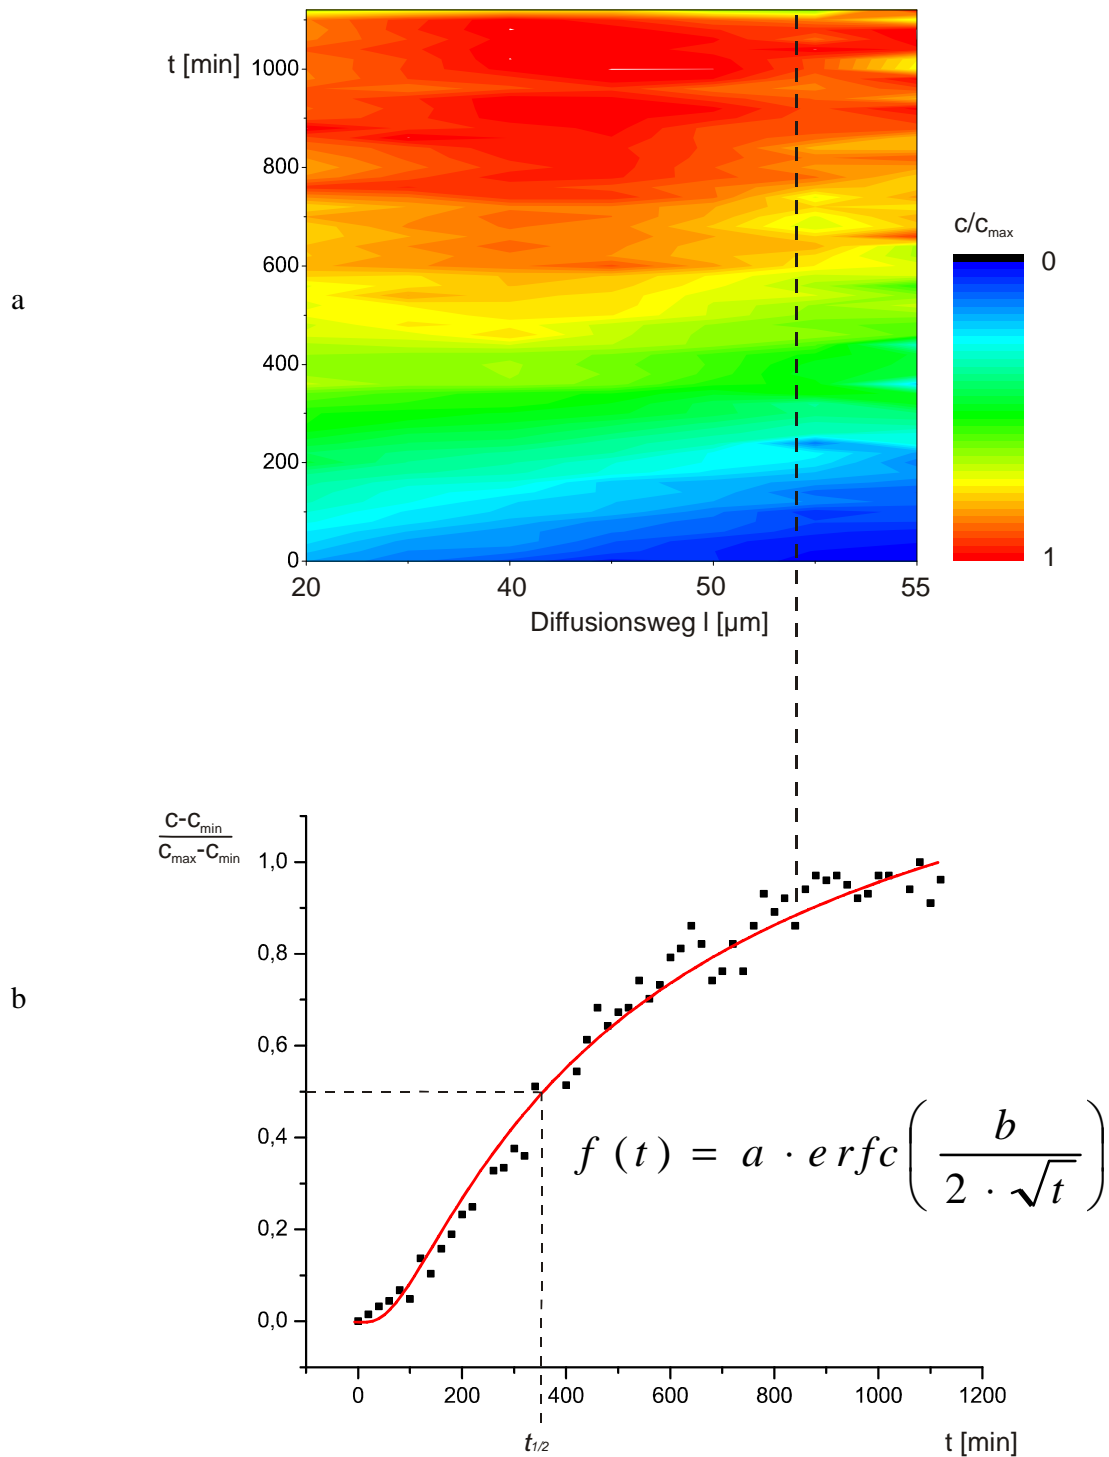 a
t [min]
1000
800
600
400
200
0
20 40 50 55
Diffusionsweg l [µm]
c/cmax
0
1
b
c-cmin
cmax-cmin
1,0
0,8
0,6
0,4
0,2
0,0
f (t) = a · erfc( b / 2 · √t )
0 200 400 600 800 1000 1200
t1/2
t [min]